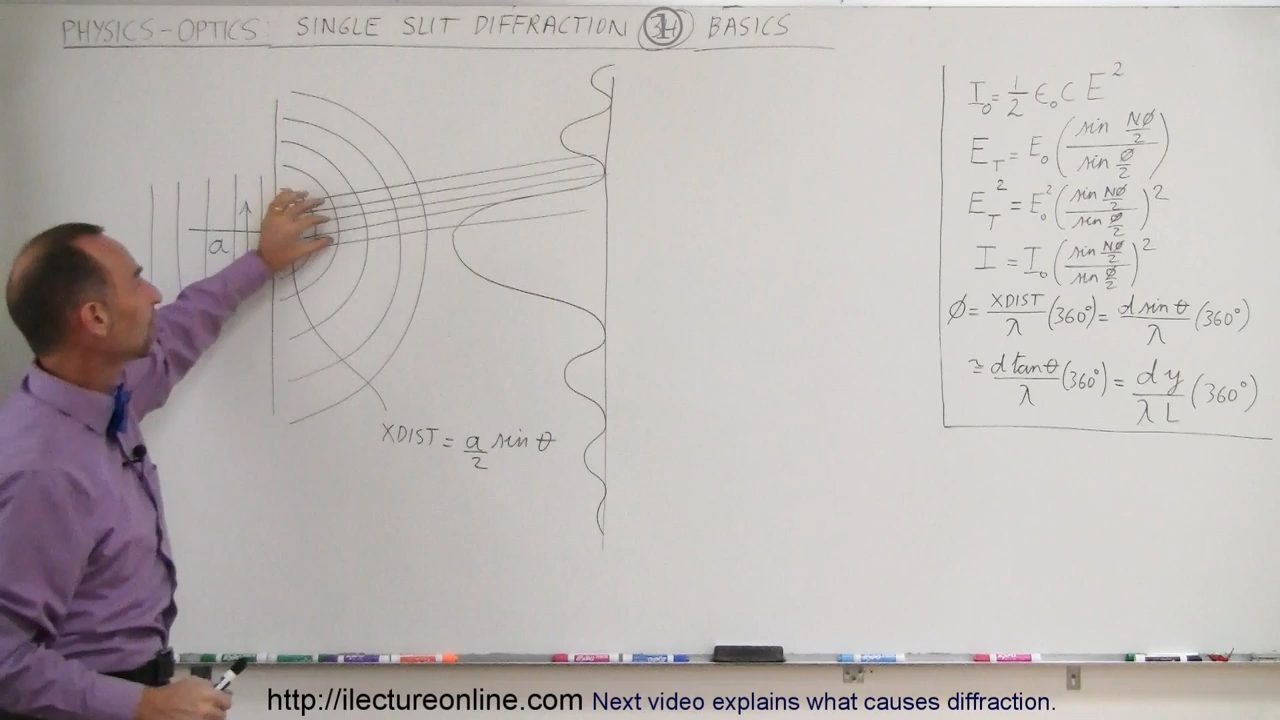 PHYSICS-OPTICS: SINGLE SLIT DIFFRACTION BASICS
a
XDIST = a/2 sin θ
I₀ = 1/2 ε₀ c E²
E_T = E₀ (sin Nφ/2 / sin φ/2)
E_T² = E₀² (sin Nφ/2 / sin φ/2)²
I = I₀ (sin Nφ/2 / sin φ/2)²
φ = XDIST/λ (360°) = d sin θ/λ (360°)
≅ d tan θ/λ (360°) = d y/λ L (360°)
http://ilectureonline.com Next video explains what causes diffraction.